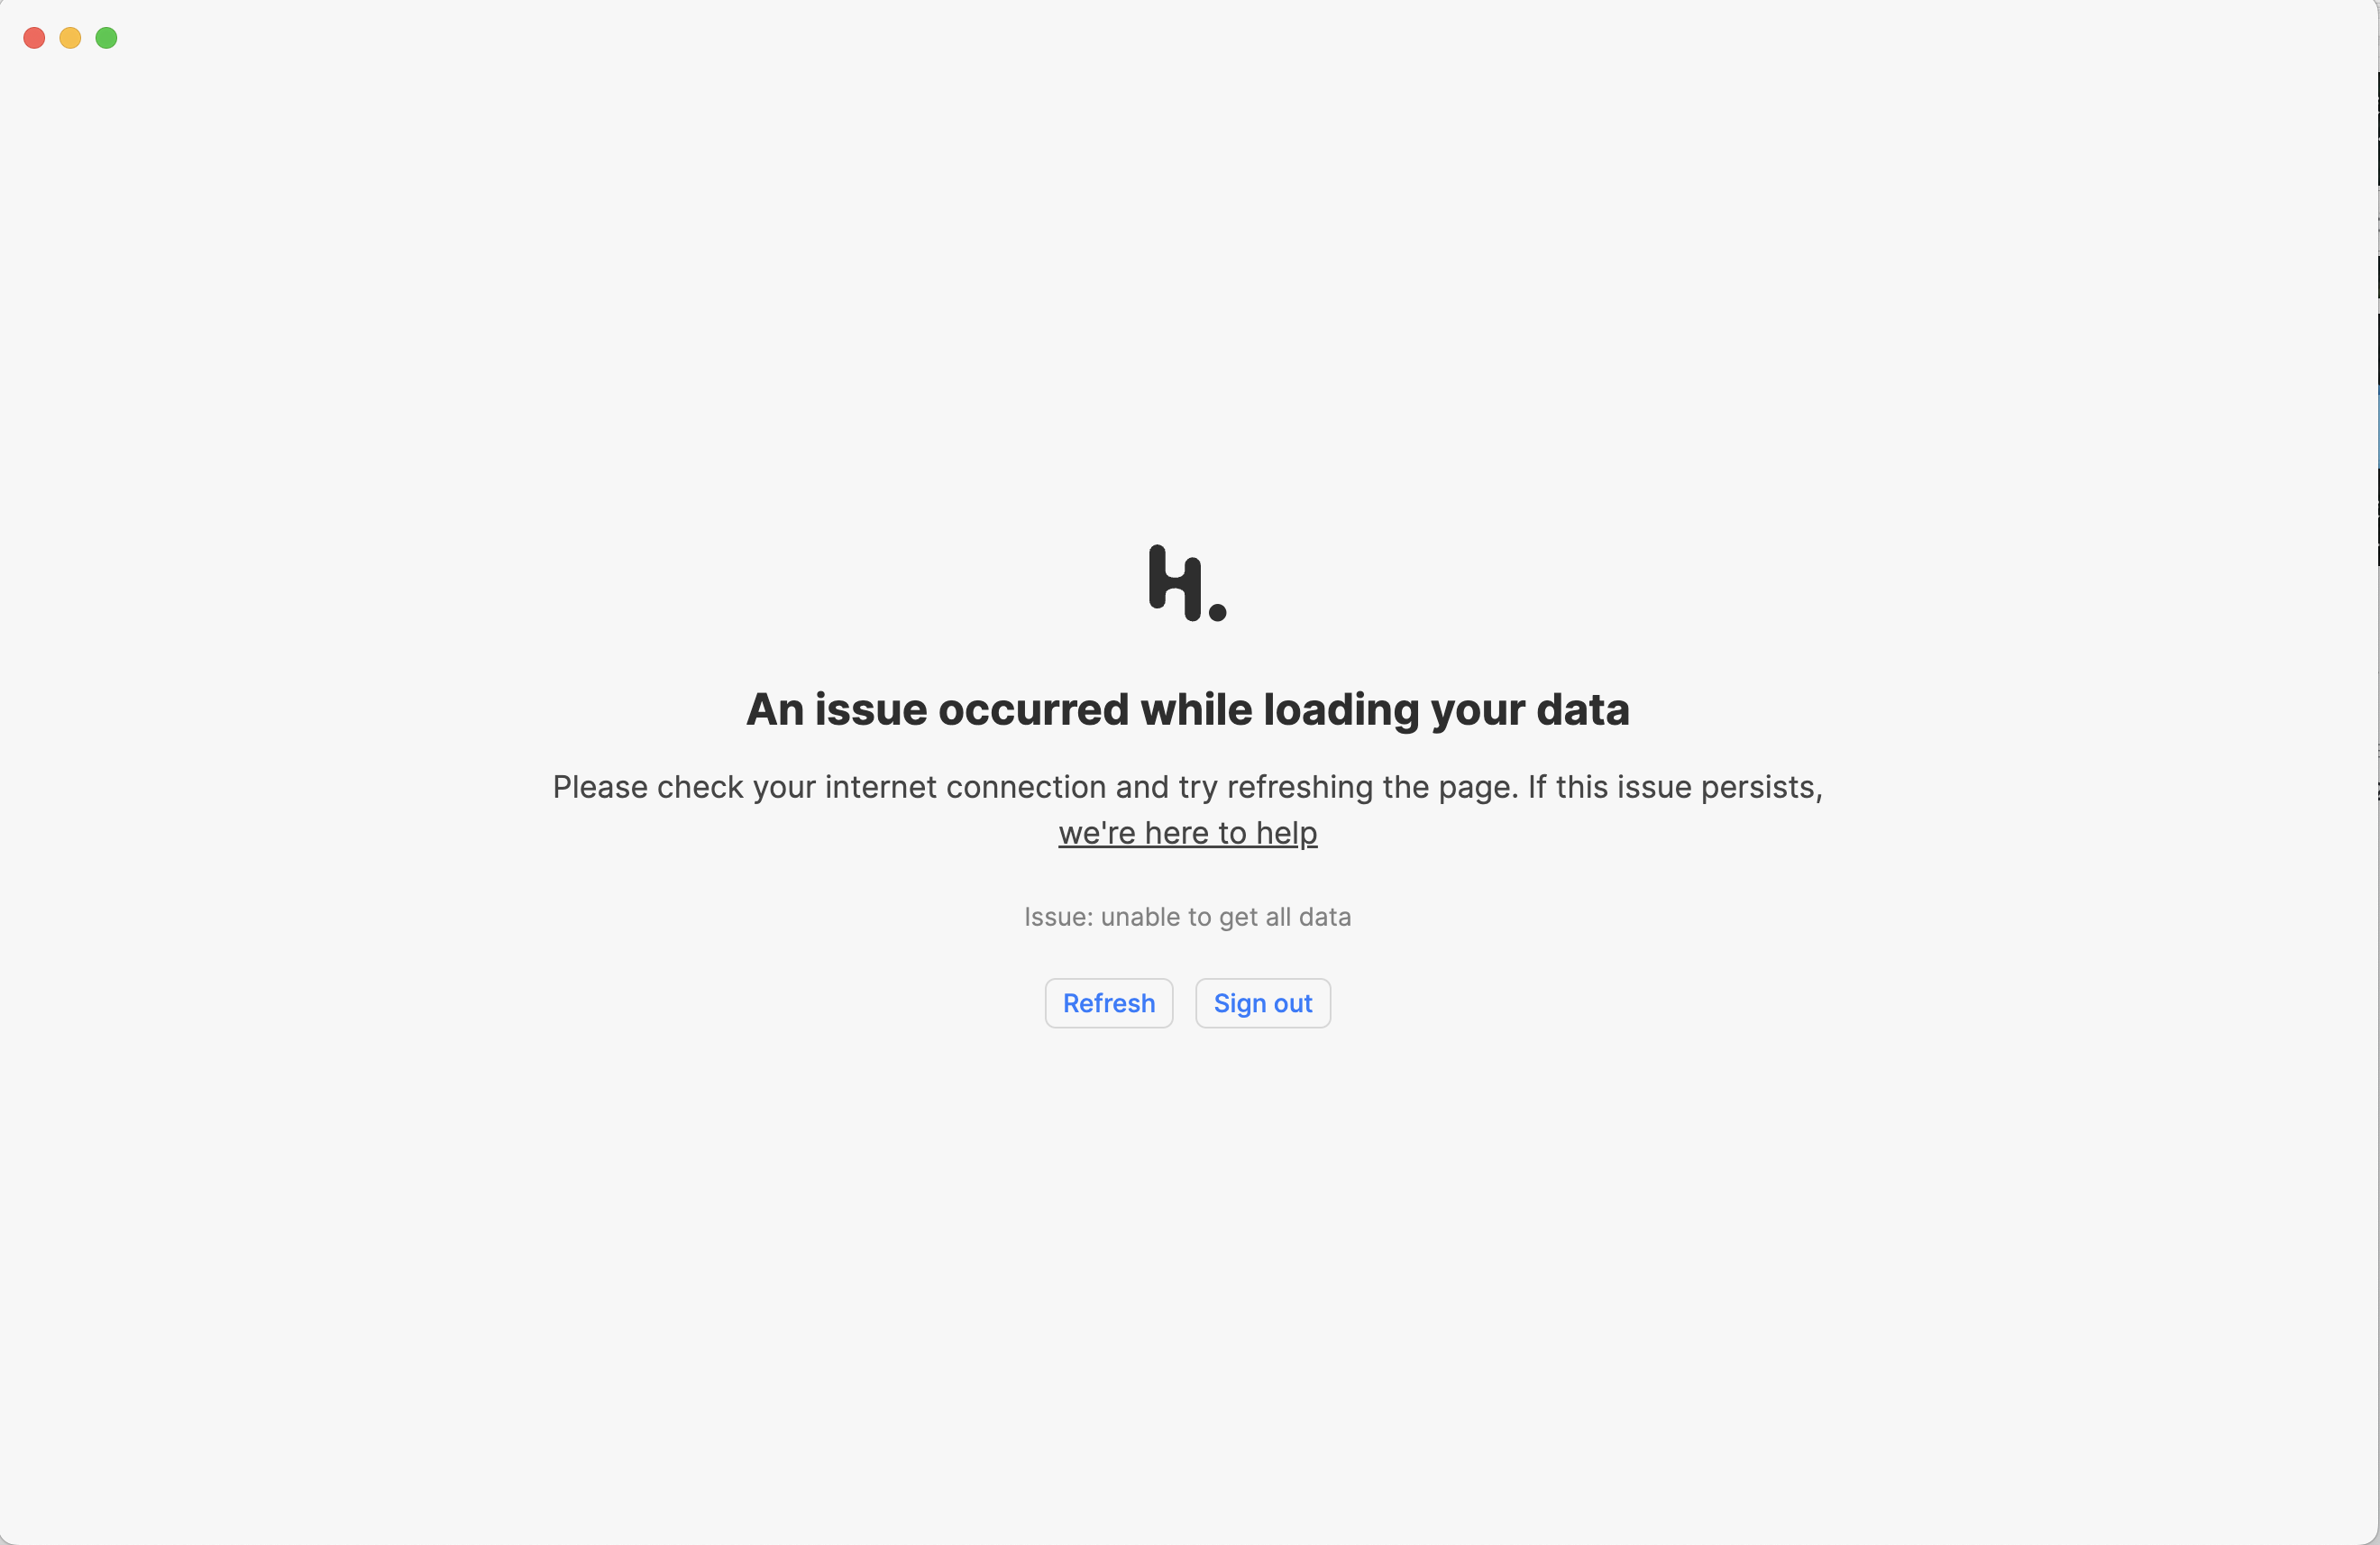 H.
An issue occurred while loading your data
Please check your internet connection and try refreshing the page. If this issue persists,
we're here to help
Issue: unable to get all data
Refresh
Sign out